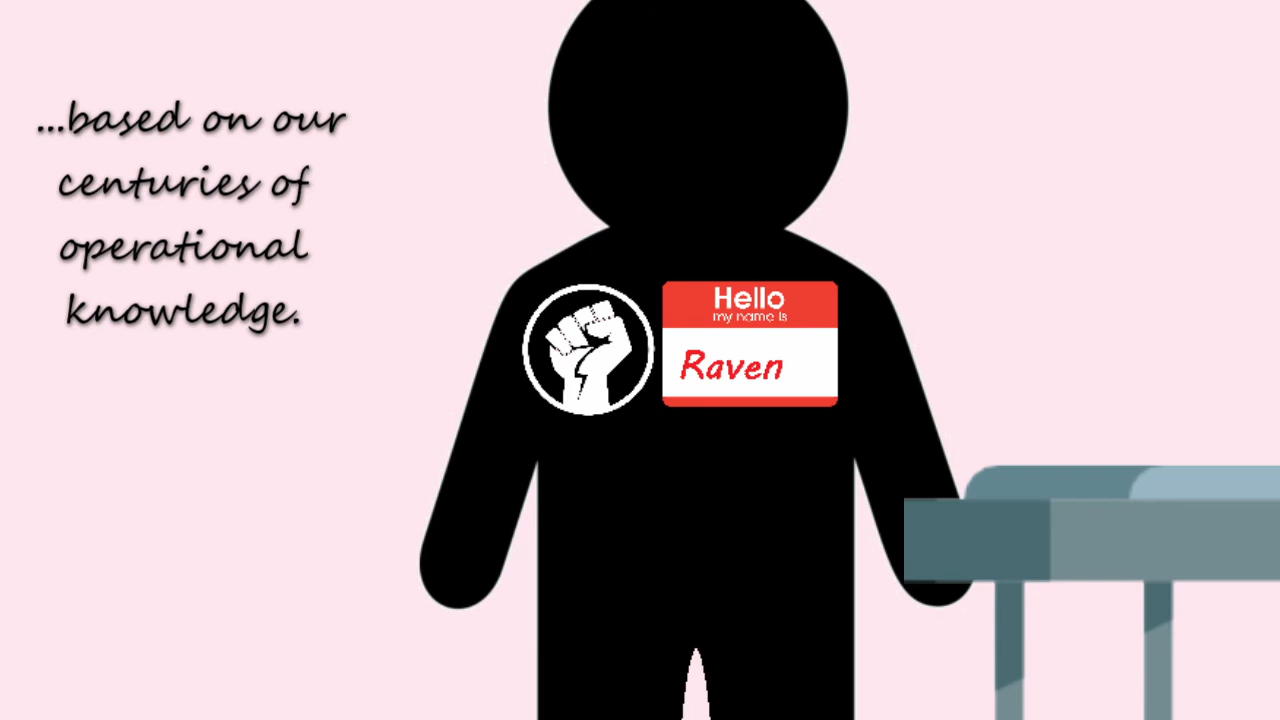 ...based on our
centuries of
operational
knowledge.
Hello
my name is
Raven